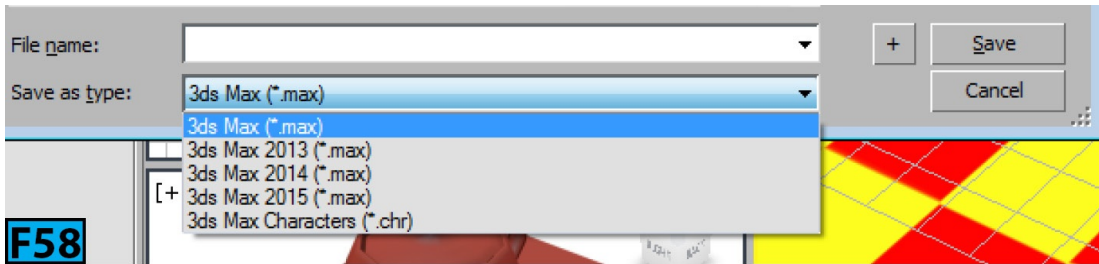 File name:
+ Save
Save as type: 3ds Max (*.max) Cancel
3ds Max (*.max)
3ds Max 2013 (*.max)
3ds Max 2014 (*.max)
3ds Max 2015 (*.max)
[+ 3ds Max Characters (*.chr)
F58